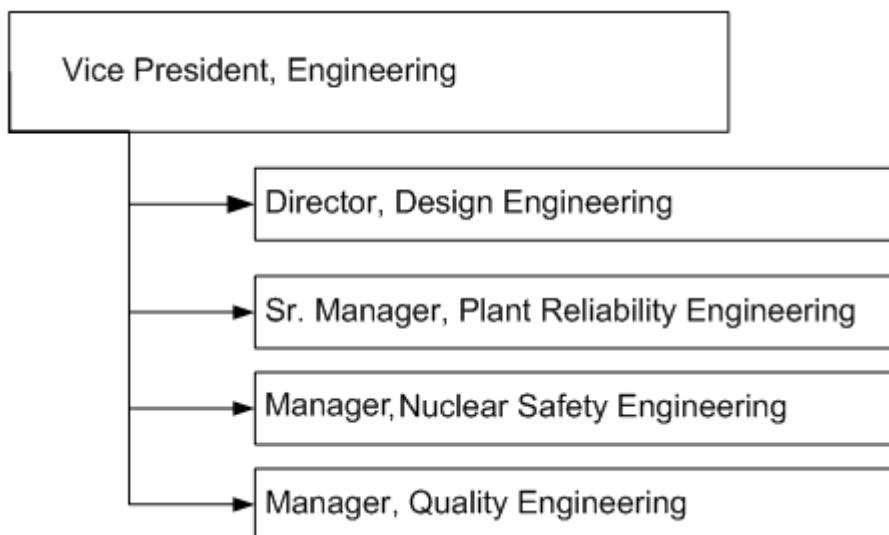 Vice President, Engineering
Director, Design Engineering
Sr. Manager, Plant Reliability Engineering
Manager,Nuclear Safety Engineering
Manager, Quality Engineering